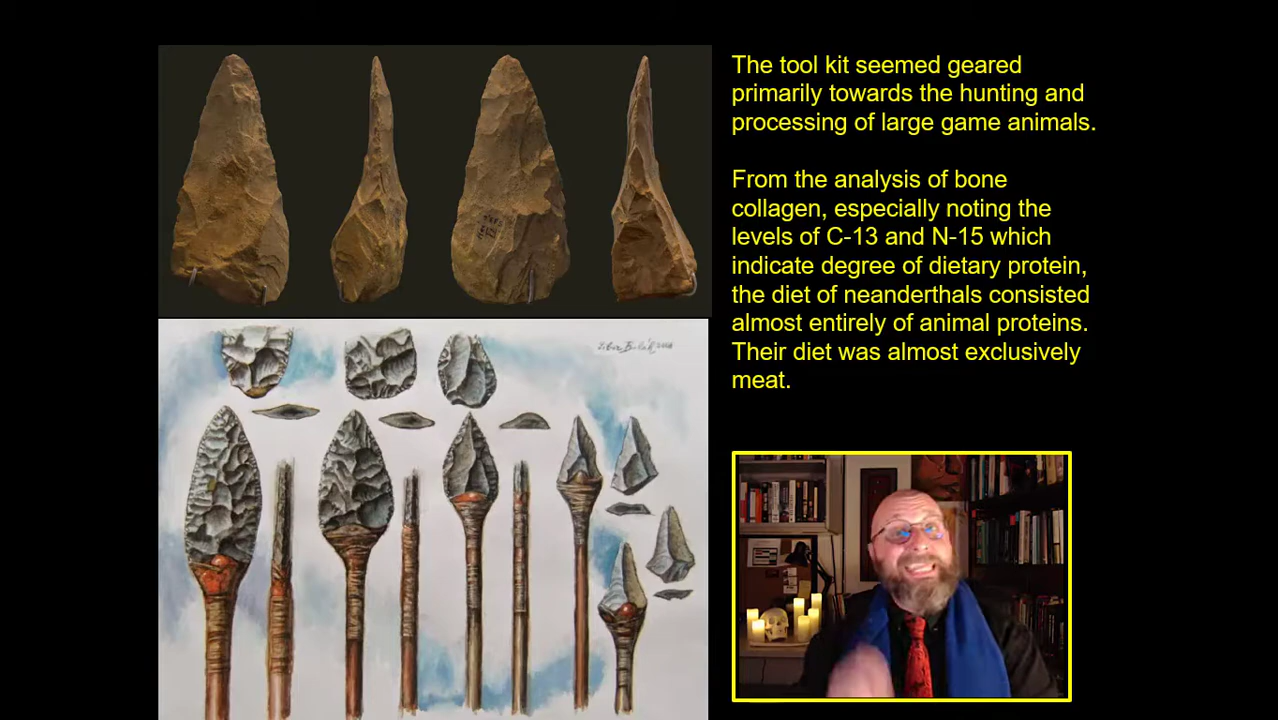 The tool kit seemed geared
primarily towards the hunting and
processing of large game animals.
From the analysis of bone
collagen, especially noting the
levels of C-13 and N-15 which
indicate degree of dietary protein,
the diet of neanderthals consisted
almost entirely of animal proteins.
Their diet was almost exclusively
meat.